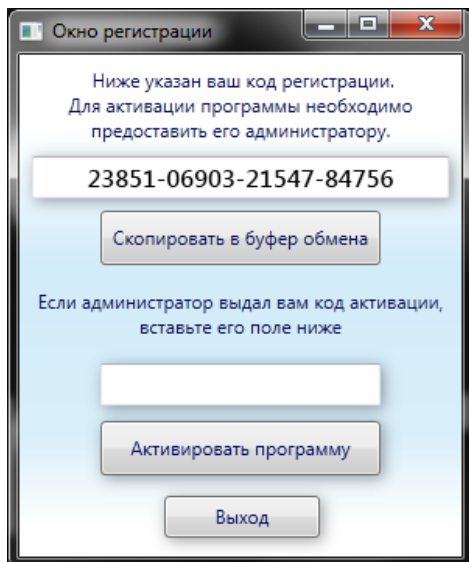 Окно регистрации
Ниже указан ваш код регистрации.
Для активации программы необходимо
предоставить его администратору.
23851-06903-21547-84756
Скопировать в буфер обмена
Если администратор выдал вам код активации,
вставьте его поле ниже
Активировать программу
Выход